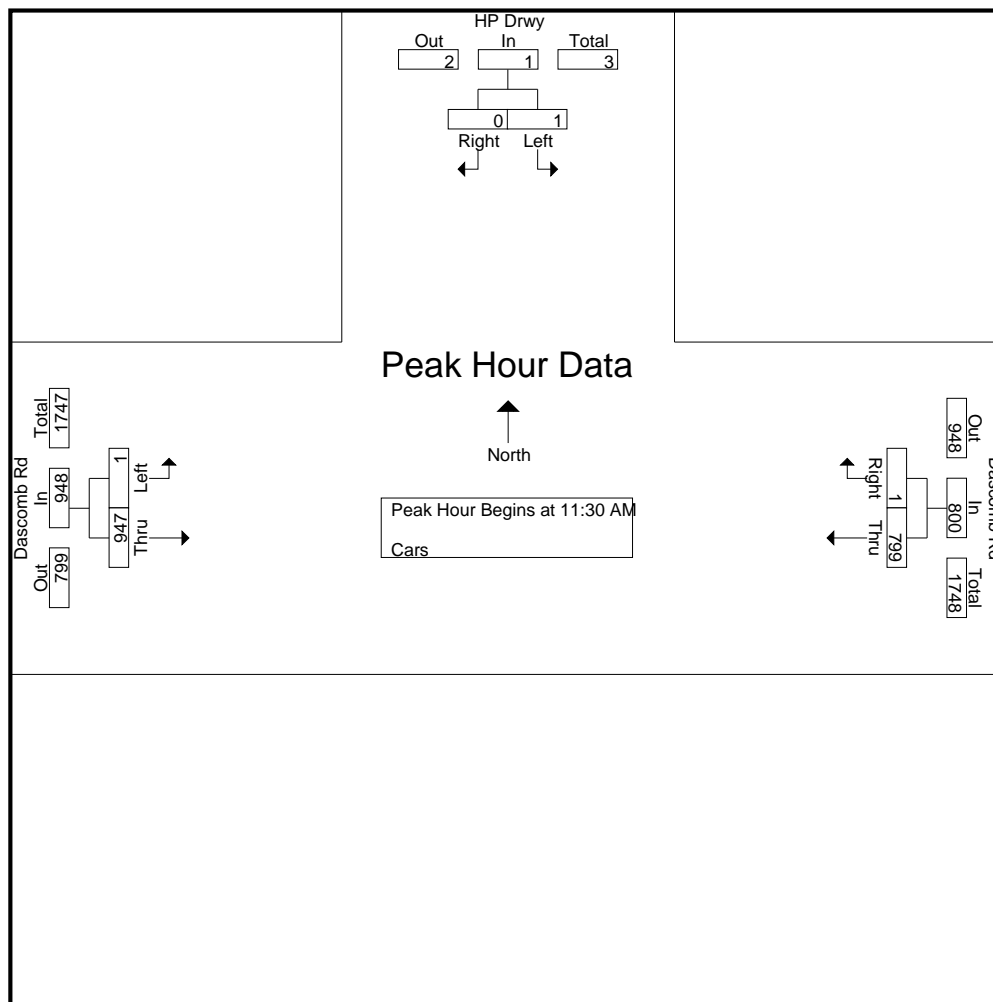 HP Drwy
Out In Total
2 1 3
0 1
Right Left
Peak Hour Data
North
Peak Hour Begins at 11:30 AM
Cars
Dascomb Rd
Total In Out
1747 948 799
1 947
Left Thru
Dascomb Rd
Out In Total
948 800 1748
1 799
Right Thru